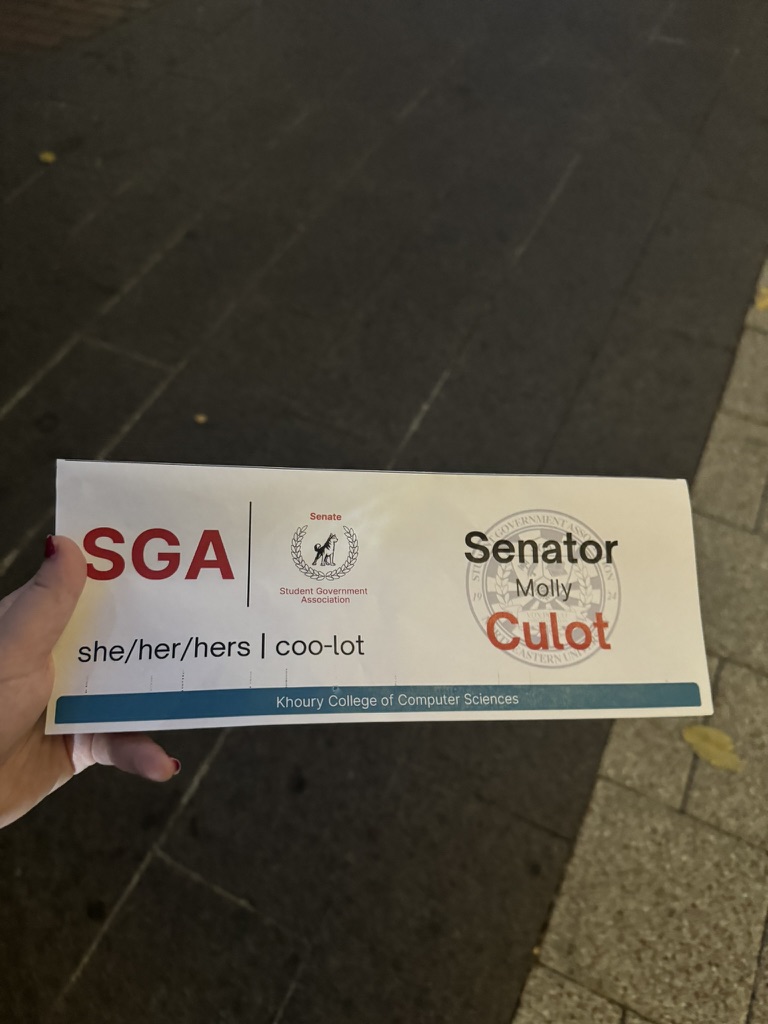 SGA
Senate
Student Government
Association
she/her/hers | coo-lot
Senator
Molly
Culot
Khoury College of Computer Sciences